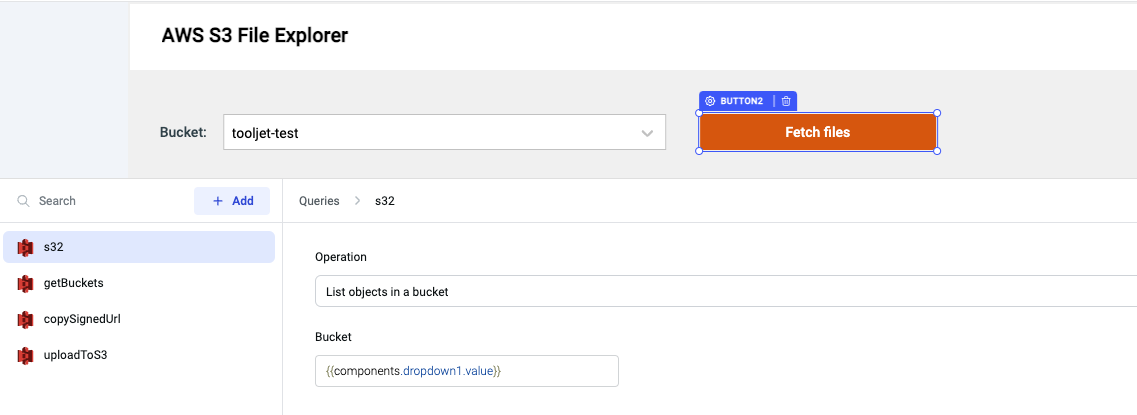 AWS S3 File Explorer
BUTTON2
Bucket: tooljet-test Fetch files
Search + Add Queries > s32
s32
getBuckets
copySignedUrl
uploadToS3
Operation
List objects in a bucket
Bucket
{{components.dropdown1.value}}